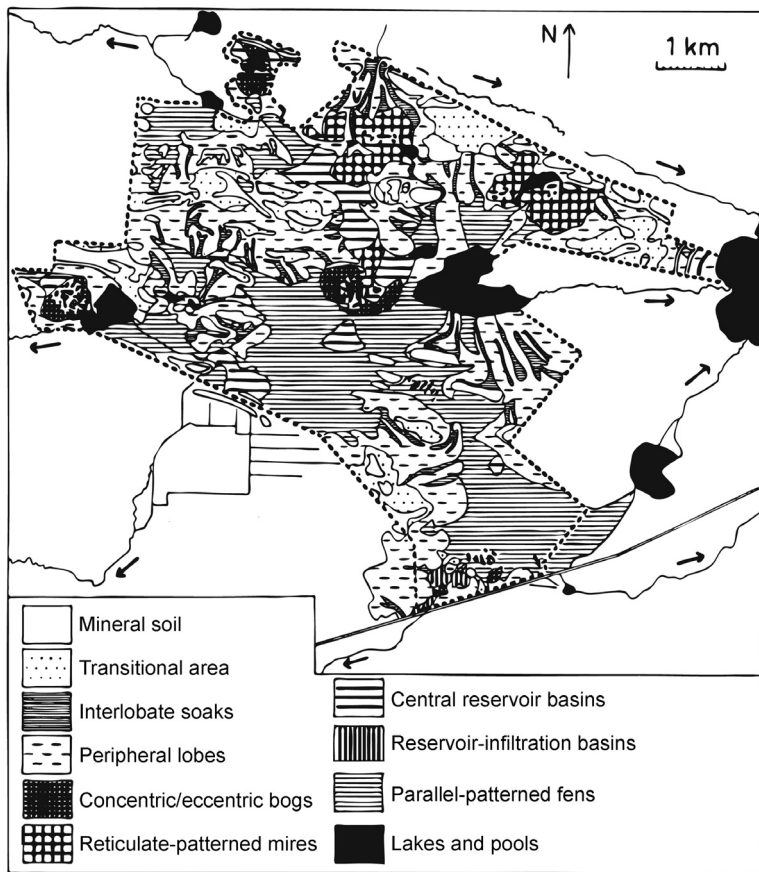 N
1 km
Mineral soil
Transitional area
Interlobate soaks
Peripheral lobes
Concentric/eccentric bogs
Reticulate-patterned mires
Central reservoir basins
Reservoir-infiltration basins
Parallel-patterned fens
Lakes and pools